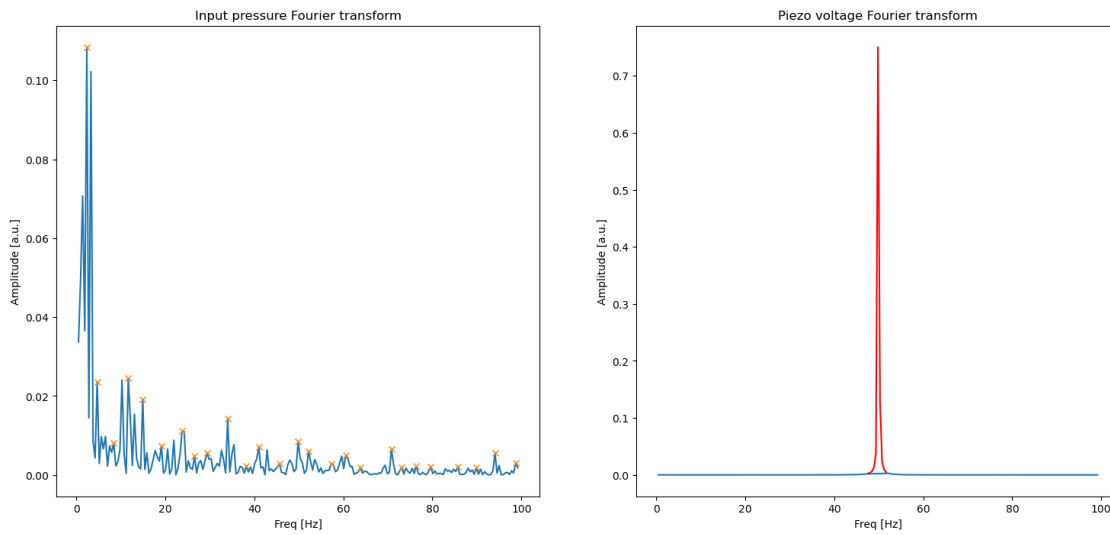 Input pressure Fourier transform
Amplitude [a.u.]
0.10
0.08
0.06
0.04
0.02
0.00
0 20 40 60 80 100
Freq [Hz]
Piezo voltage Fourier transform
Amplitude [a.u.]
0.7
0.6
0.5
0.4
0.3
0.2
0.1
0.0
0 20 40 60 80 100
Freq [Hz]